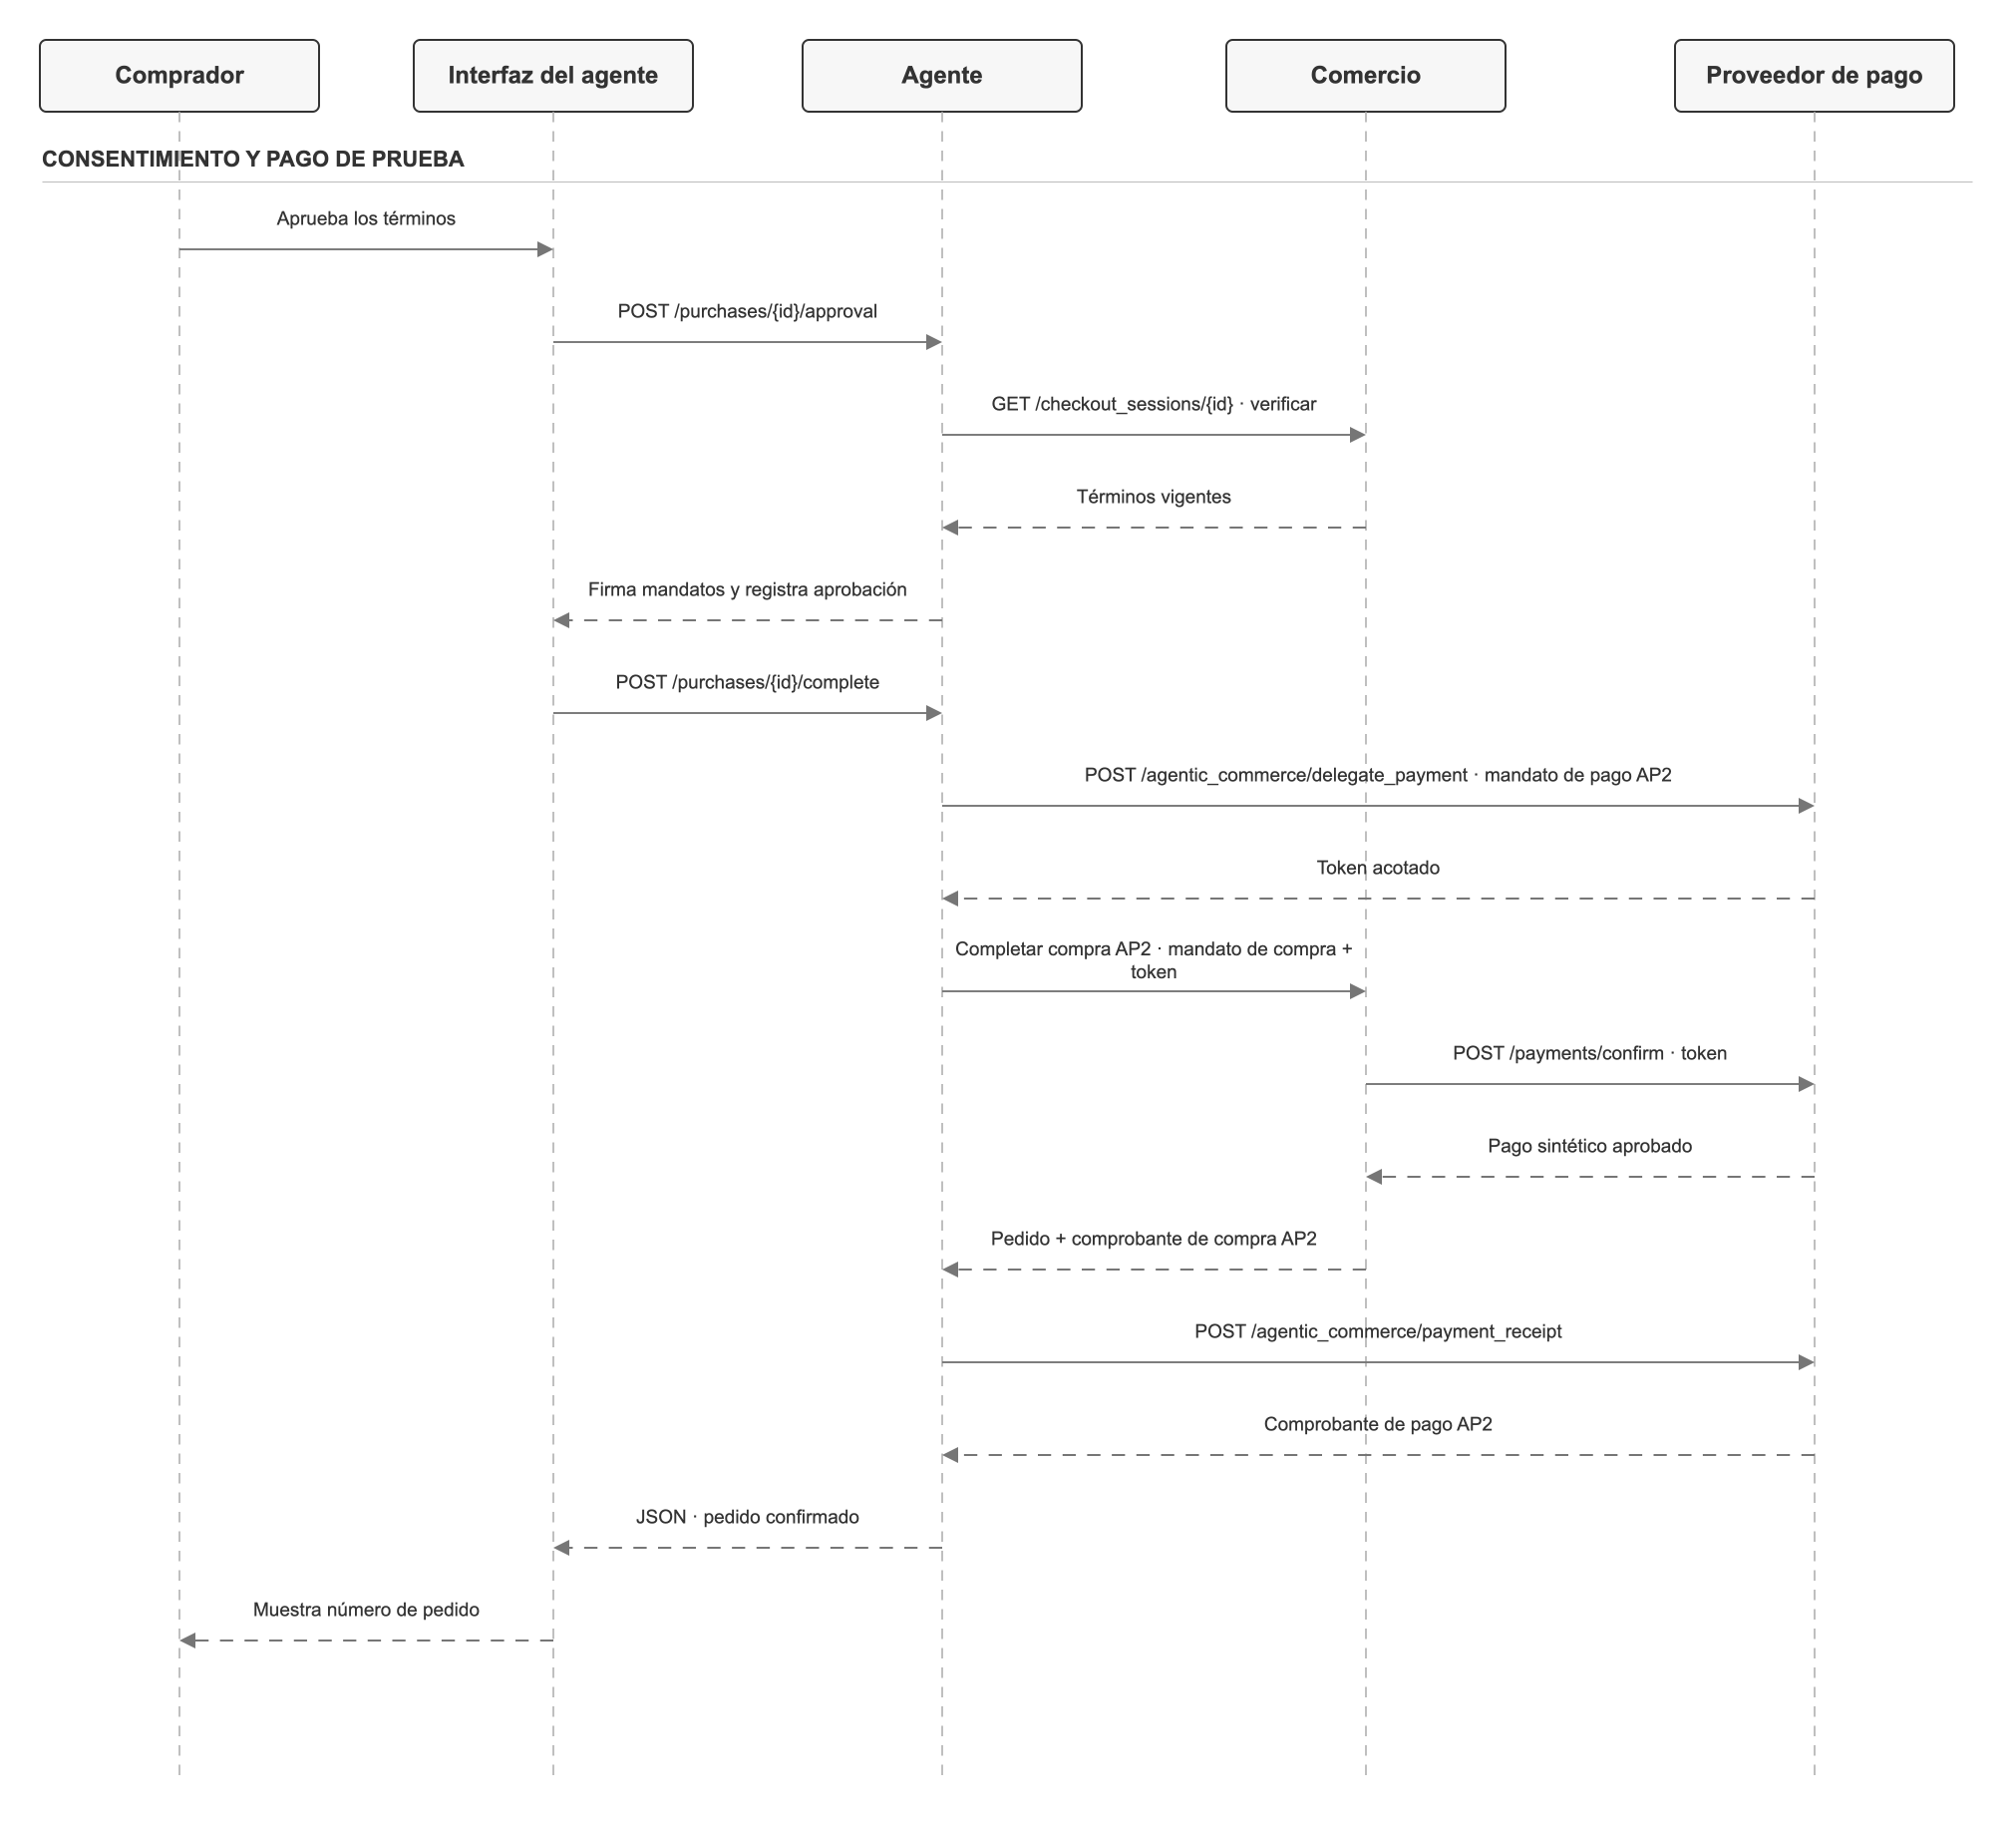 Comprador
Interfaz del agente
Agente
Comercio
Proveedor de pago
CONSENTIMIENTO Y PAGO DE PRUEBA
Aprueba los términos
POST /purchases/{id}/approval
GET /checkout_sessions/{id} · verificar
Términos vigentes
Firma mandatos y registra aprobación
POST /purchases/{id}/complete
POST /agentic_commerce/delegate_payment · mandato de pago AP2
Token acotado
Completar compra AP2 · mandato de compra +
token
POST /payments/confirm · token
Pago sintético aprobado
Pedido + comprobante de compra AP2
POST /agentic_commerce/payment_receipt
Comprobante de pago AP2
JSON · pedido confirmado
Muestra número de pedido